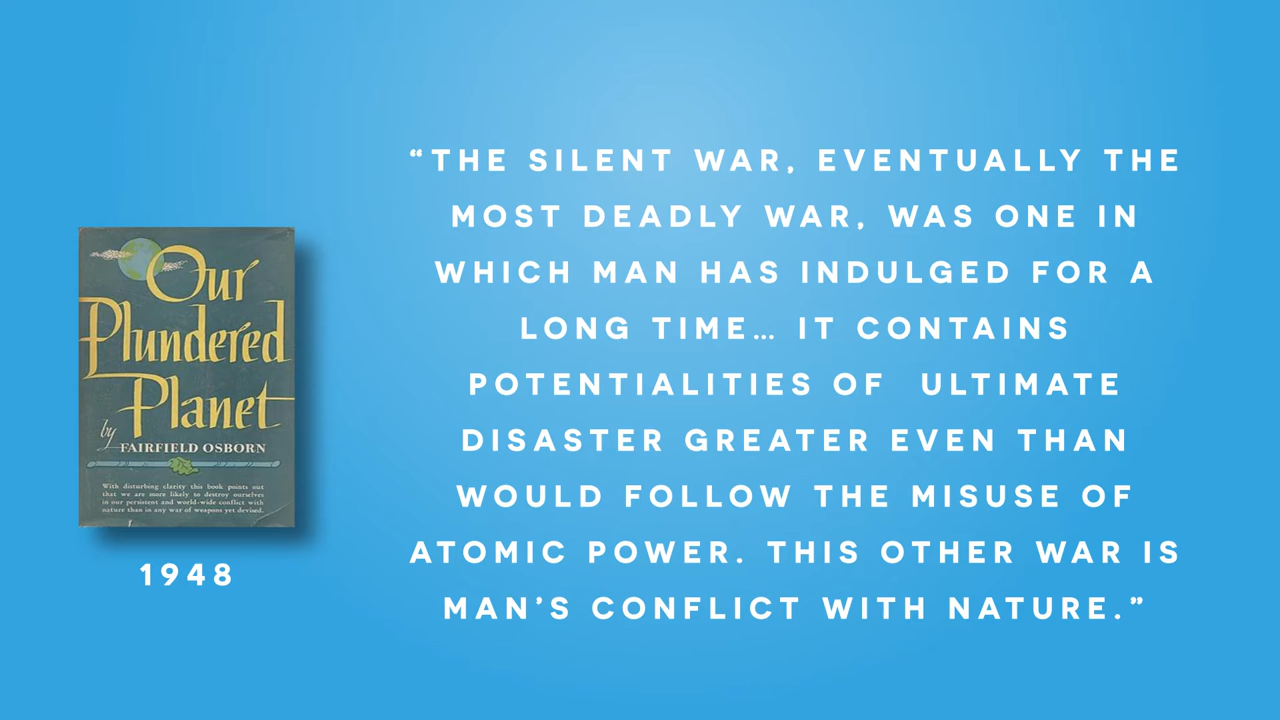 Our
Plundered
Planet
by
FAIRFIELD OSBORN
With disturbing clarity this book points out
that we are more likely to destroy ourselves
in our persistent and world-wide conflict with
nature than in any war of weapons yet devised.
1948
“THE SILENT WAR, EVENTUALLY THE
MOST DEADLY WAR, WAS ONE IN
WHICH MAN HAS INDULGED FOR A
LONG TIME… IT CONTAINS
POTENTIALITIES OF  ULTIMATE
DISASTER GREATER EVEN THAN
WOULD FOLLOW THE MISUSE OF
ATOMIC POWER. THIS OTHER WAR IS
MAN’S CONFLICT WITH NATURE.”